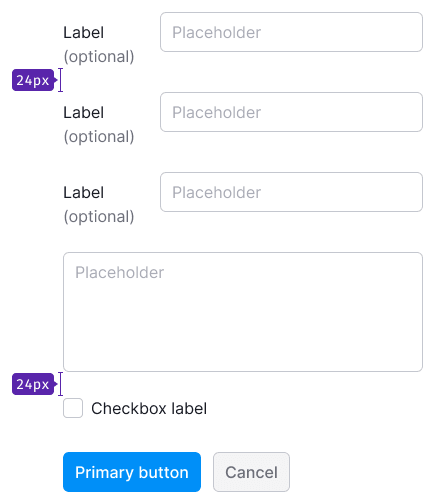 Label
Placeholder
(optional)
24px
Label
Placeholder
(optional)
Label
Placeholder
(optional)
Placeholder
24px
Checkbox label
Primary button
Cancel